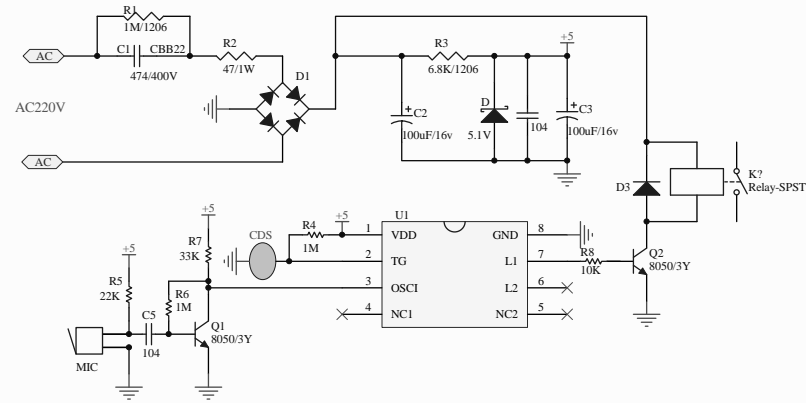 R1
1M/1206
AC
C1
CBB22
474/400V
R2
47/1W
AC220V
D1
AC
R3
6.8K/1206
+5
C2
100uF/16v
D
5.1V
104
C3
100uF/16v
D3
K?
Relay-SPST
+5
R7
33K
CDS
R4
1M
+5
U1
1
VDD
GND
8
2
TG
L1
7
3
OSCI
L2
6
4
NC1
NC2
5
R8
10K
Q2
8050/3Y
+5
R5
22K
R6
1M
C5
104
Q1
8050/3Y
MIC